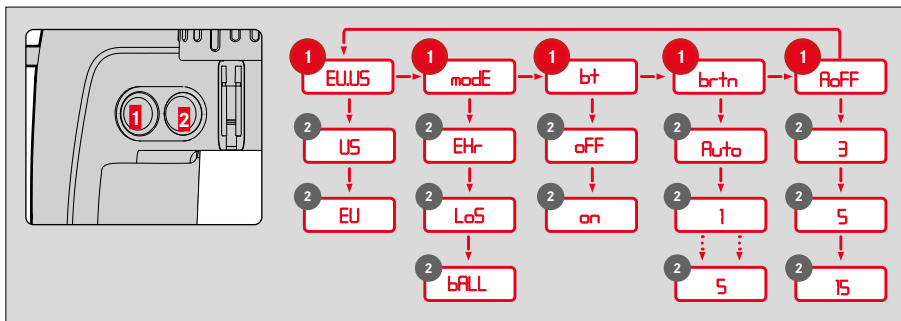 1 2
1 1 1 1 1
EU.US modE bt brtn AoFF
2 2 2 2 2
US EHr oFF Auto 3
2 2 2 2 2
EU LoS on 1 5
2 2 2
bALL 5 15